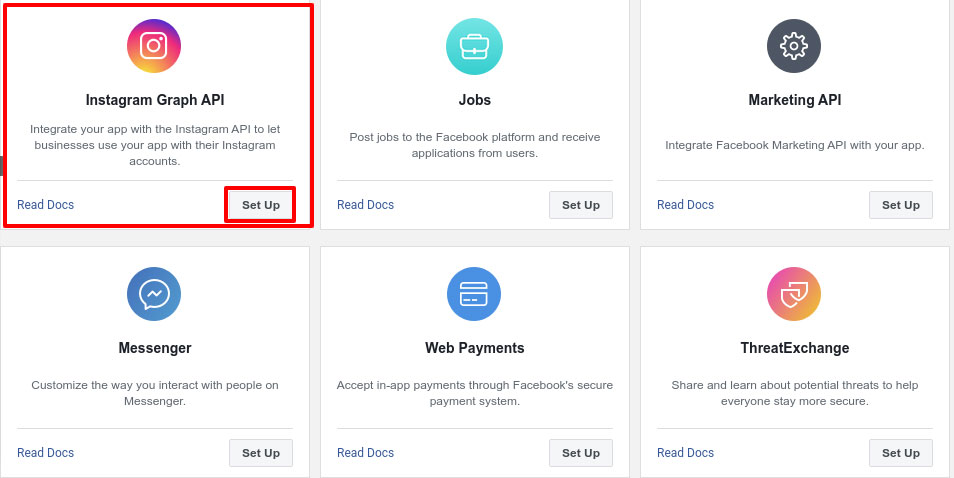 Instagram Graph API
Integrate your app with the Instagram API to let
businesses use your app with their Instagram
accounts.
Read Docs
Set Up
Jobs
Post jobs to the Facebook platform and receive
applications from users.
Read Docs
Set Up
Marketing API
Integrate Facebook Marketing API with your app.
Read Docs
Set Up
Messenger
Customize the way you interact with people on
Messenger.
Read Docs
Set Up
Web Payments
Accept in-app payments through Facebook's secure
payment system.
Read Docs
Set Up
ThreatExchange
Share and learn about potential threats to help
everyone stay more secure.
Read Docs
Set Up